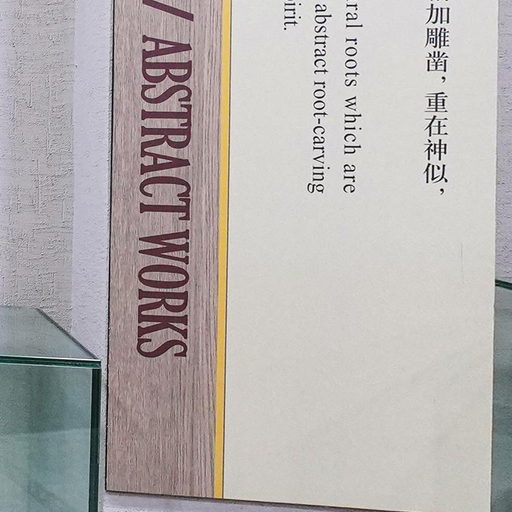 / ABSTRACT WORKS
加雕凿，重在神似，
ral roots which are
abstract root-carving
irit.